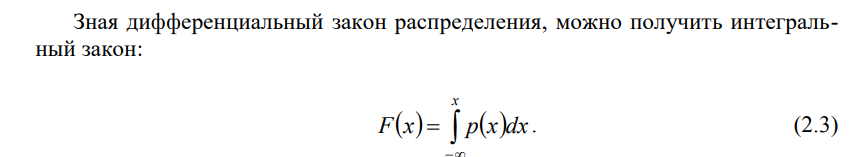 Зная дифференциальный закон распределения, можно получить интеграль-
ный закон:
F(x)= ∫_{−∞}^{x} p(x)dx. (2.3)